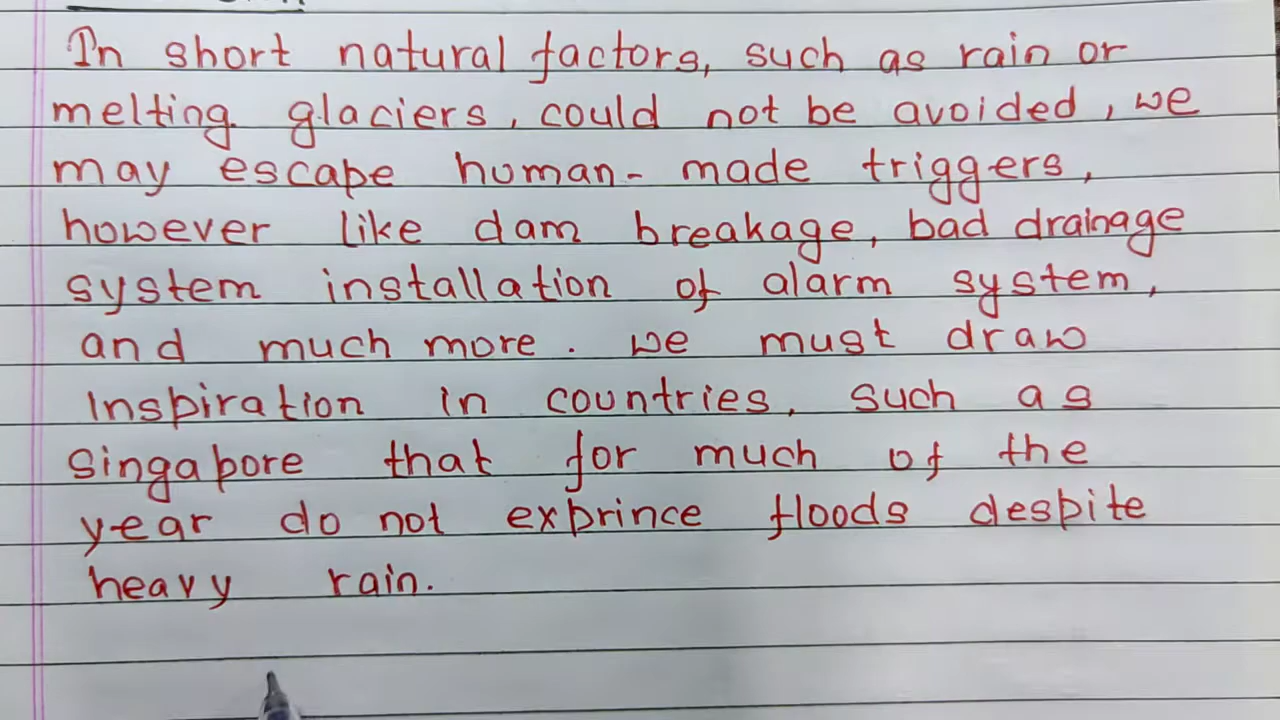 In short natural factors, such as rain or
melting glaciers, could not be avoided, we
may escape human-made triggers,
however like dam breakage, bad drainage
system installation of alarm system,
and much more. we must draw
inspiration in countries, such as
singapore that for much of the
year do not exprince floods despite
heavy rain.